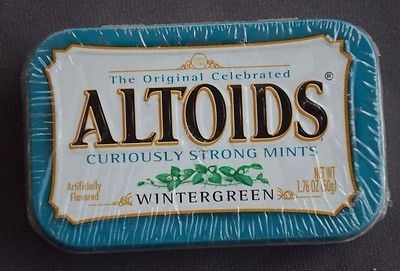 The Original Celebrated
ALTOIDS®
CURIOUSLY STRONG MINTS
Artificially
Flavored
NET WT
1.76 OZ (50g)
WINTERGREEN